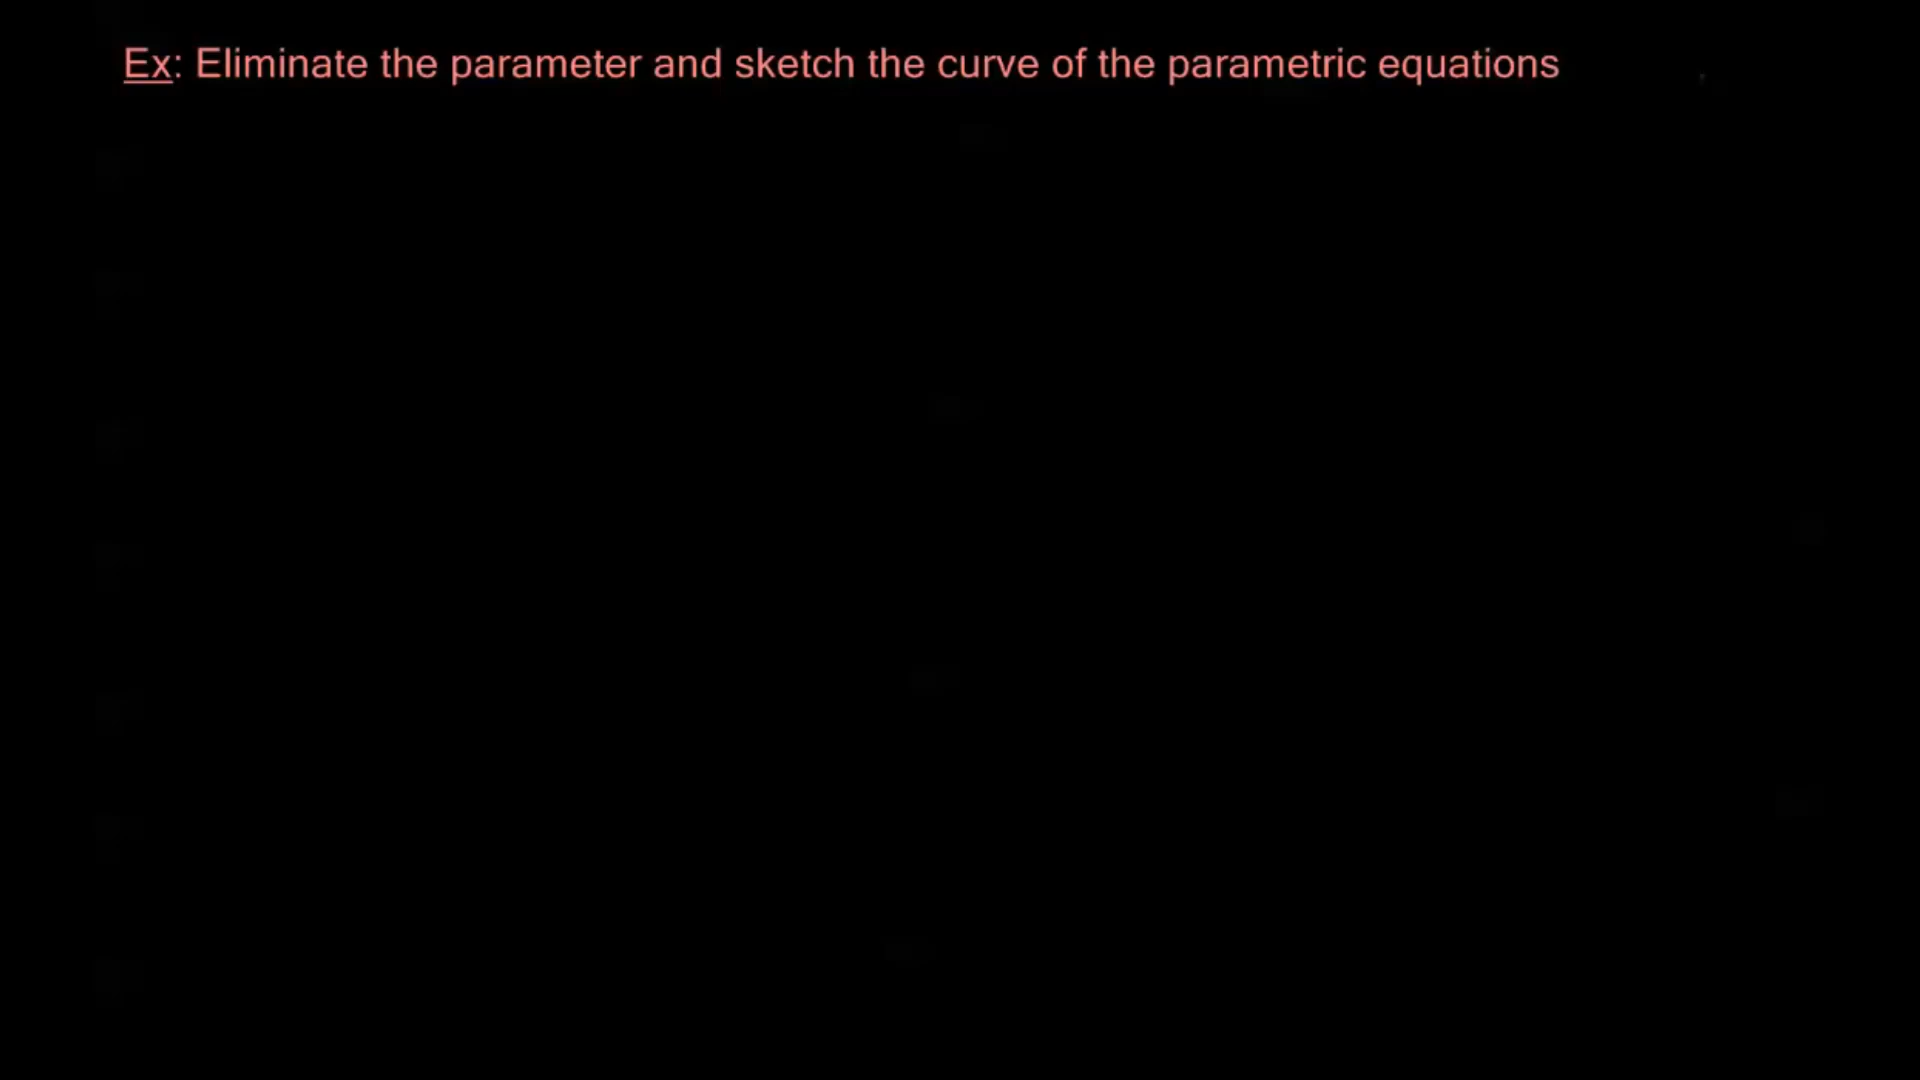 Ex: Eliminate the parameter and sketch the curve of the parametric equations